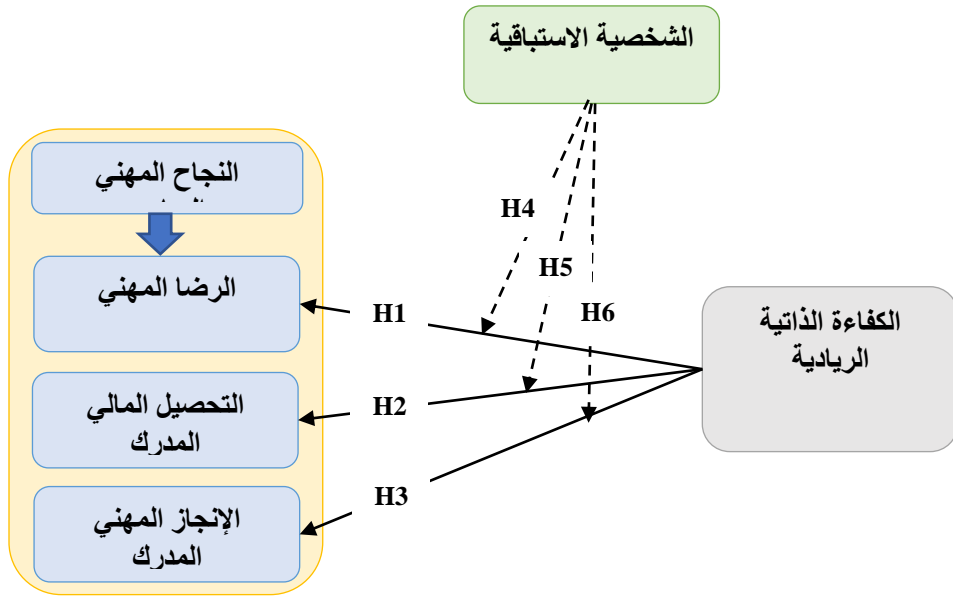 الشخصية الاستباقية
النجاح المهني
الرضا المهني
التحصيل المالي
المدرك
الإنجاز المهني
المدرك
H4
H5
H6
H1
H2
H3
الكفاءة الذاتية
الريادية